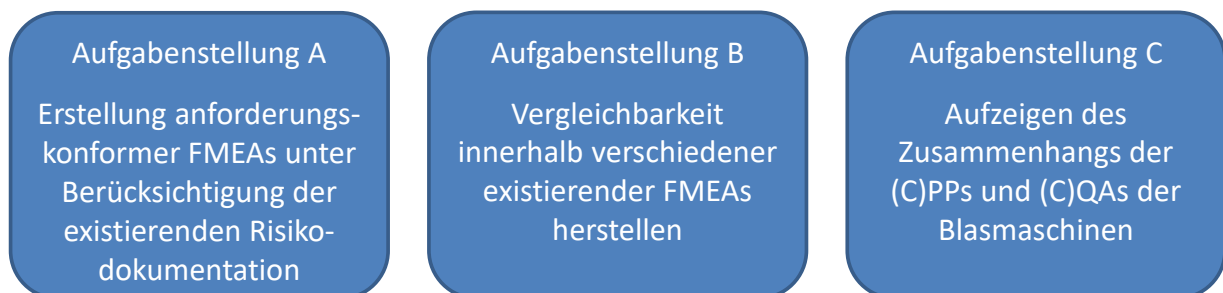 Aufgabenstellung A
Erstellung anforderungs-
konformer FMEAs unter
Berücksichtigung der
existierenden Risiko-
dokumentation
Aufgabenstellung B
Vergleichbarkeit
innerhalb verschiedener
existierender FMEAs
herstellen
Aufgabenstellung C
Aufzeigen des
Zusammenhangs der
(C)PPs und (C)QAs der
Blasmaschinen